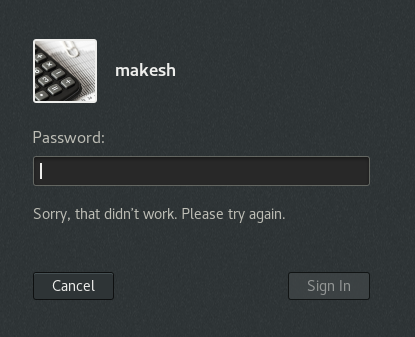 makesh
Password:
Sorry, that didn't work. Please try again.
Cancel
Sign In